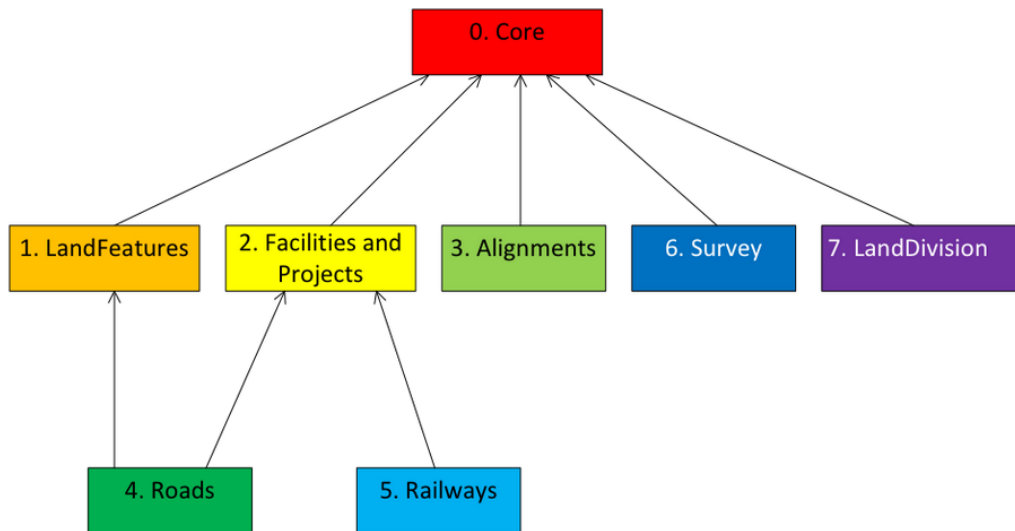 0. Core
1. LandFeatures
2. Facilities and
Projects
3. Alignments
6. Survey
7. LandDivision
4. Roads
5. Railways